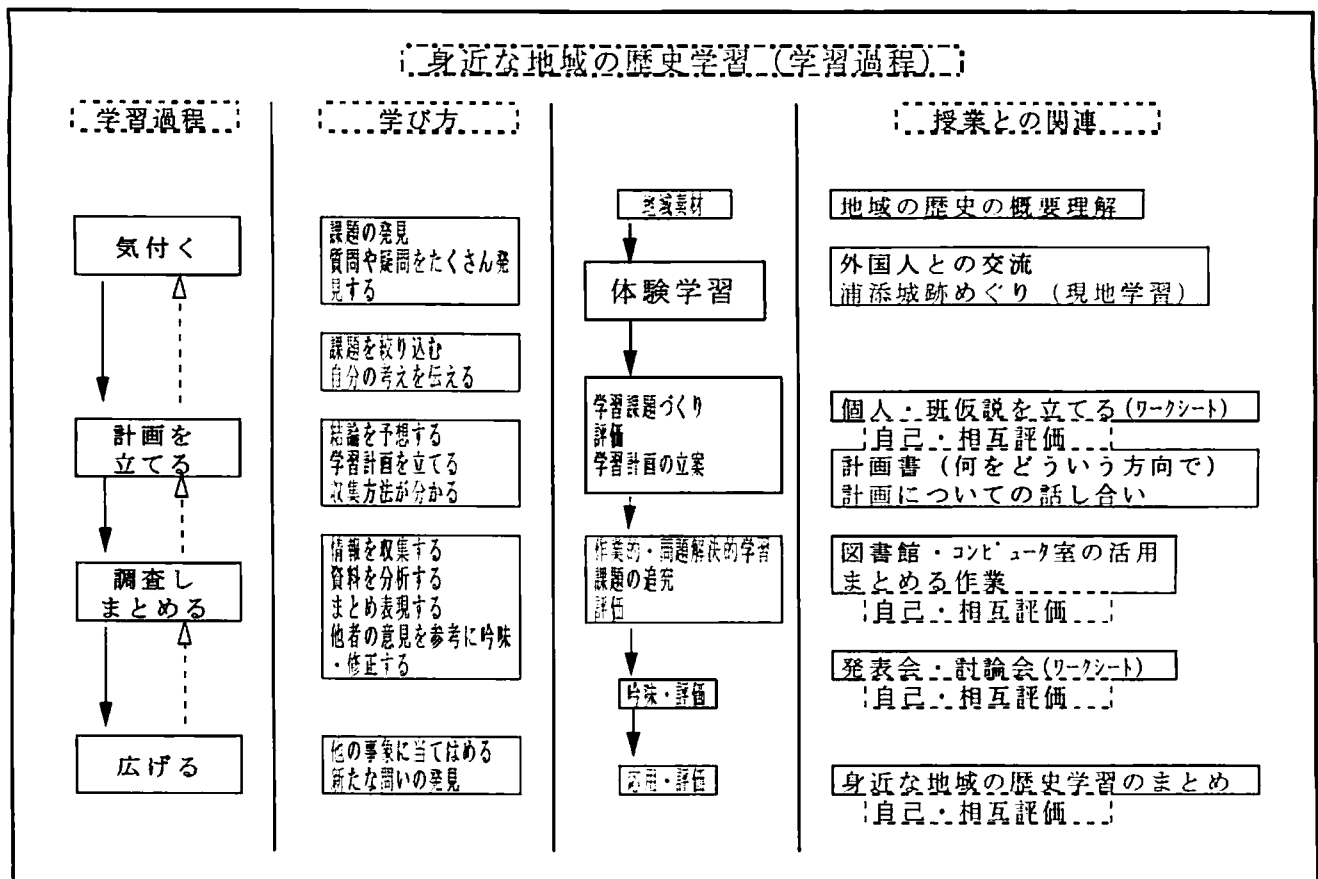 身近な地域の歴史学習(学習過程)
学習過程
気付く
計画を
立てる
調査し
まとめる
広げる
学び方
課題の発見
質問や疑問をたくさん発
見する
課題を絞り込む
自分の考えを伝える
結論を予想する
学習計画を立てる
収集方法が分かる
情報を収集する
資料を分析する
まとめ表現する
他者の意見を参考に吟味
・修正する
他の事象に当てはめる
新たな問いの発見
地域素材
体験学習
学習課題づくり
評価
学習計画の立案
作業的・問題解決的学習
課題の追究
評価
吟味・評価
応用・評価
授業との関連
地域の歴史の概要理解
外国人との交流
浦添城跡めぐり(現地学習)
個人・班仮説を立てる(ワークシート)
自己・相互評価
計画書(何をどういう方向で)
計画についての話し合い
図書館・コンピュータ室の活用
まとめる作業
自己・相互評価
発表会・討論会(ワークシート)
自己・相互評価
身近な地域の歴史学習のまとめ
自己・相互評価